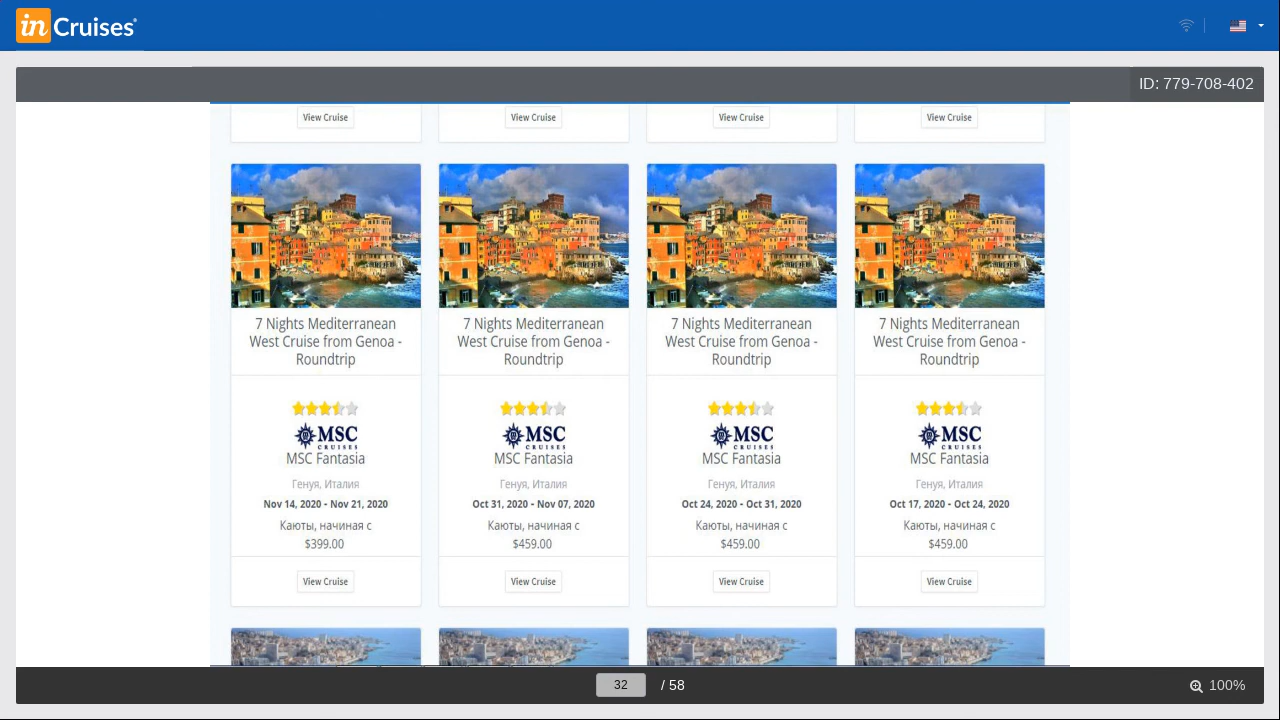 in Cruises®
ID: 779-708-402
View Cruise
View Cruise
View Cruise
View Cruise
7 Nights Mediterranean
West Cruise from Genoa -
Roundtrip
MSC
CRUISES
MSC Fantasia
Генуя, Италия
Nov 14, 2020 - Nov 21, 2020
Каюты, начиная с
$399.00
View Cruise
7 Nights Mediterranean
West Cruise from Genoa -
Roundtrip
MSC
CRUISES
MSC Fantasia
Генуя, Италия
Oct 31, 2020 - Nov 07, 2020
Каюты, начиная с
$459.00
View Cruise
7 Nights Mediterranean
West Cruise from Genoa -
Roundtrip
MSC
CRUISES
MSC Fantasia
Генуя, Италия
Oct 24, 2020 - Oct 31, 2020
Каюты, начиная с
$459.00
View Cruise
7 Nights Mediterranean
West Cruise from Genoa -
Roundtrip
MSC
CRUISES
MSC Fantasia
Генуя, Италия
Oct 17, 2020 - Oct 24, 2020
Каюты, начиная с
$459.00
View Cruise
32 / 58
100%